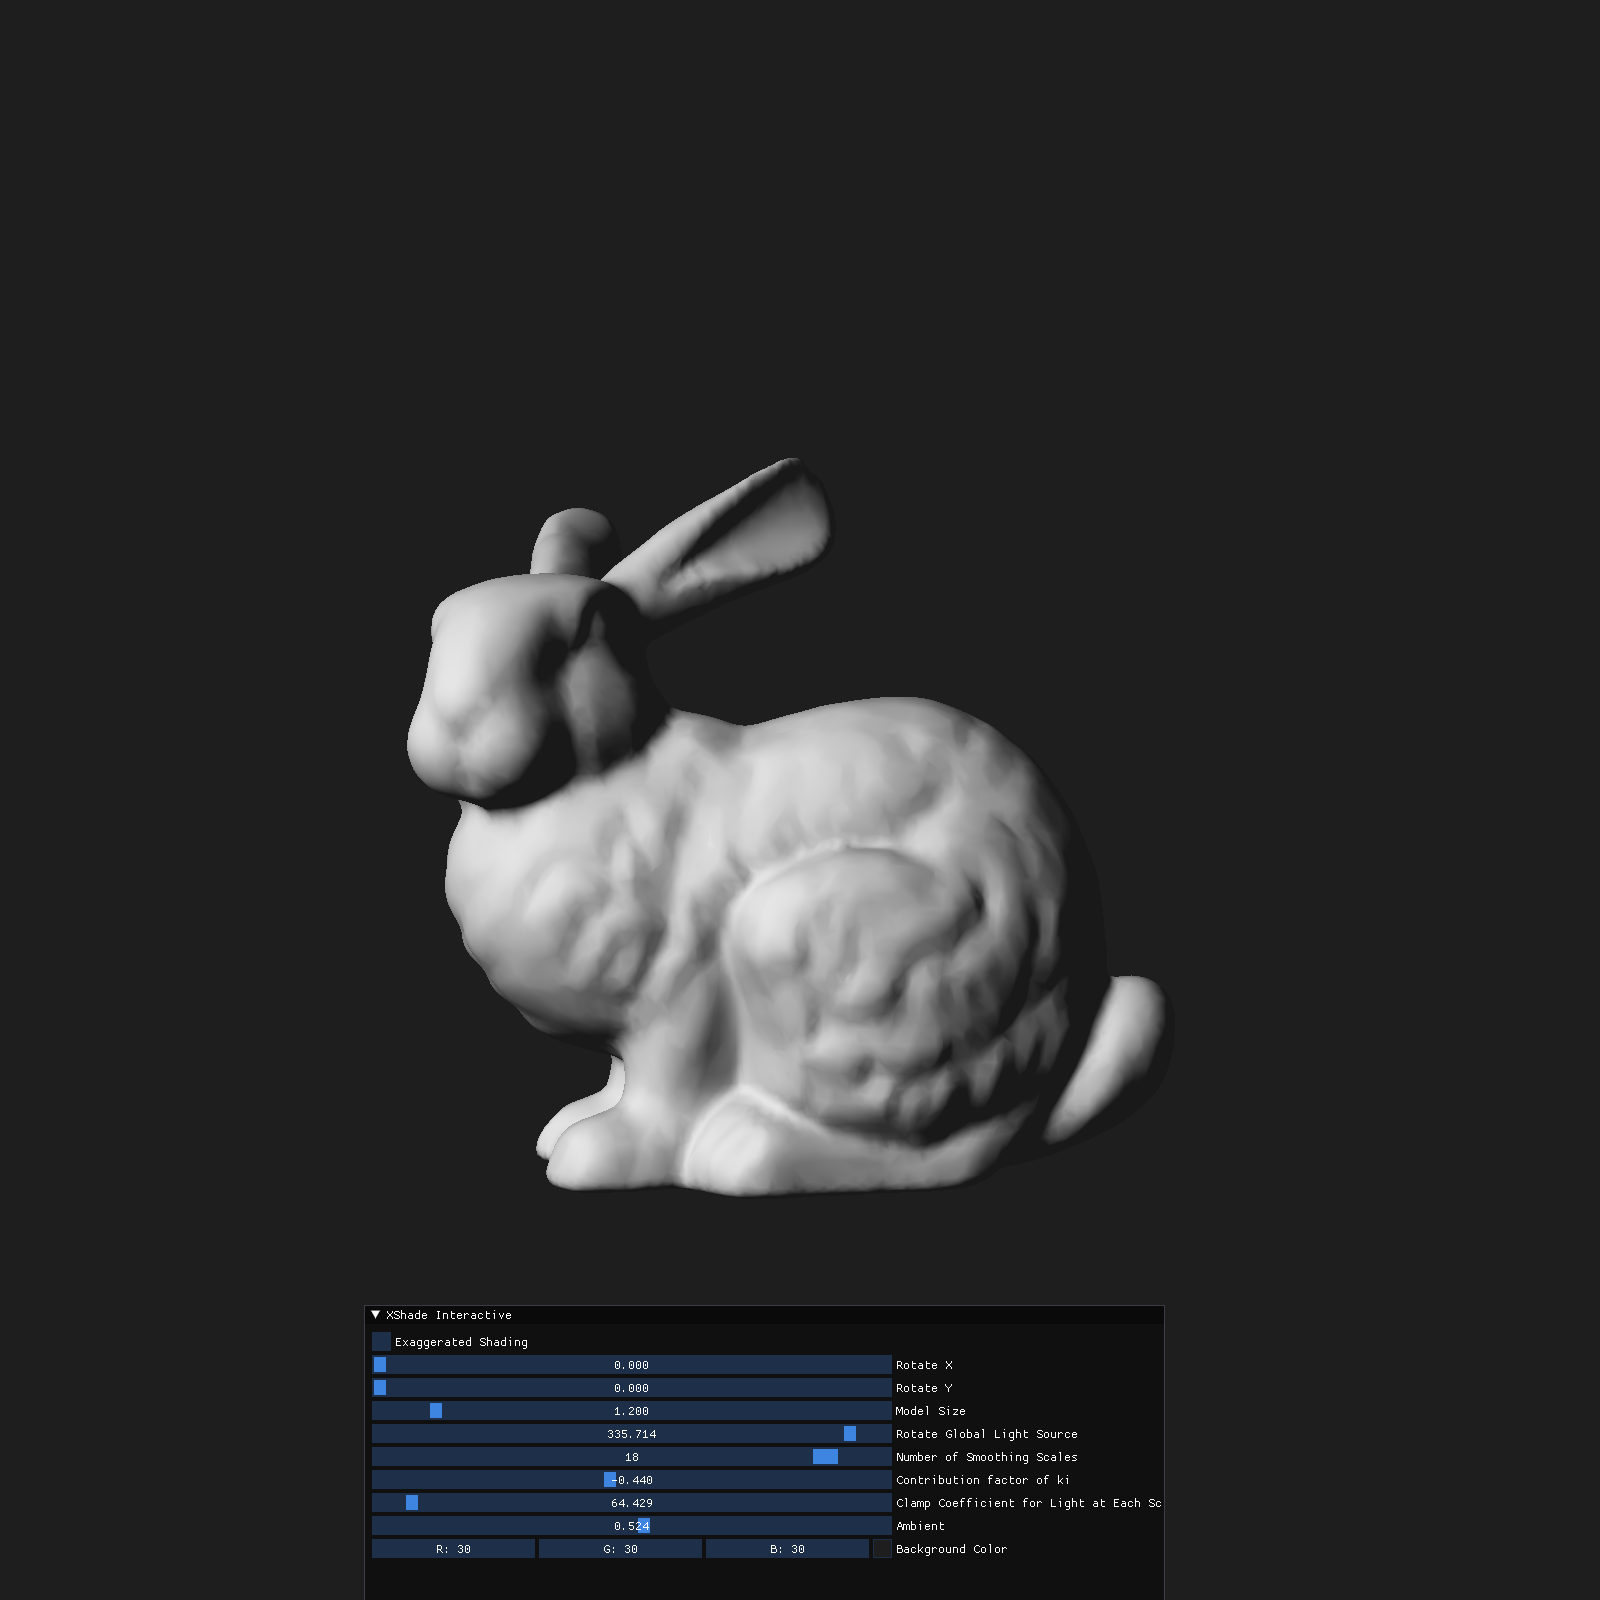 XShade Interactive
Exaggerated Shading
0.000 Rotate X
0.000 Rotate Y
1.200 Model Size
335.714 Rotate Global Light Source
18 Number of Smoothing Scales
-0.440 Contribution factor of ki
64.429 Clamp Coefficient for Light at Each Sc
0.524 Ambient
R: 30 G: 30 B: 30 Background Color